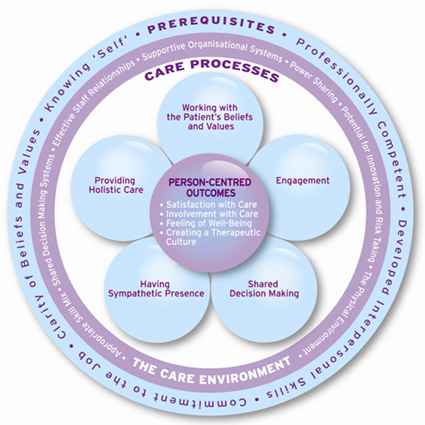 PREREQUISITES • Professionally Competent • Developed Interpersonal Skills • Commitment to the Job • Clarity of Beliefs and Values • Knowing 'Self' •
THE CARE ENVIRONMENT • Appropriate Skill Mix • Shared Decision Making Systems • Effective Staff Relationships • Supportive Organisational Systems • Power Sharing • Potential for Innovation and Risk Taking • The Physical Environment •
CARE PROCESSES
Working with
the Patient's Beliefs
and Values
Providing
Holistic Care
Engagement
PERSON-CENTRED
OUTCOMES
• Satisfaction with Care
• Involvement with Care
• Feeling of Well-Being
• Creating a Therapeutic
Culture
Having
Sympathetic Presence
Shared
Decision Making